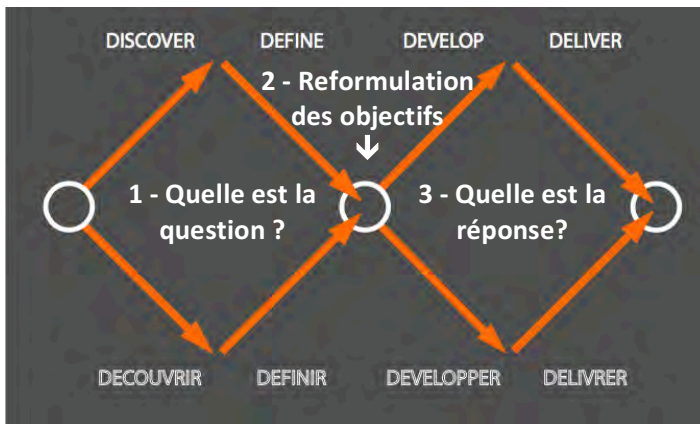 DISCOVER DEFINE DEVELOP DELIVER
2 - Reformulation
des objectifs
1 - Quelle est la
question ?
3 - Quelle est la
réponse?
DECOUVRIR DEFINIR DEVELOPPER DELIVRER